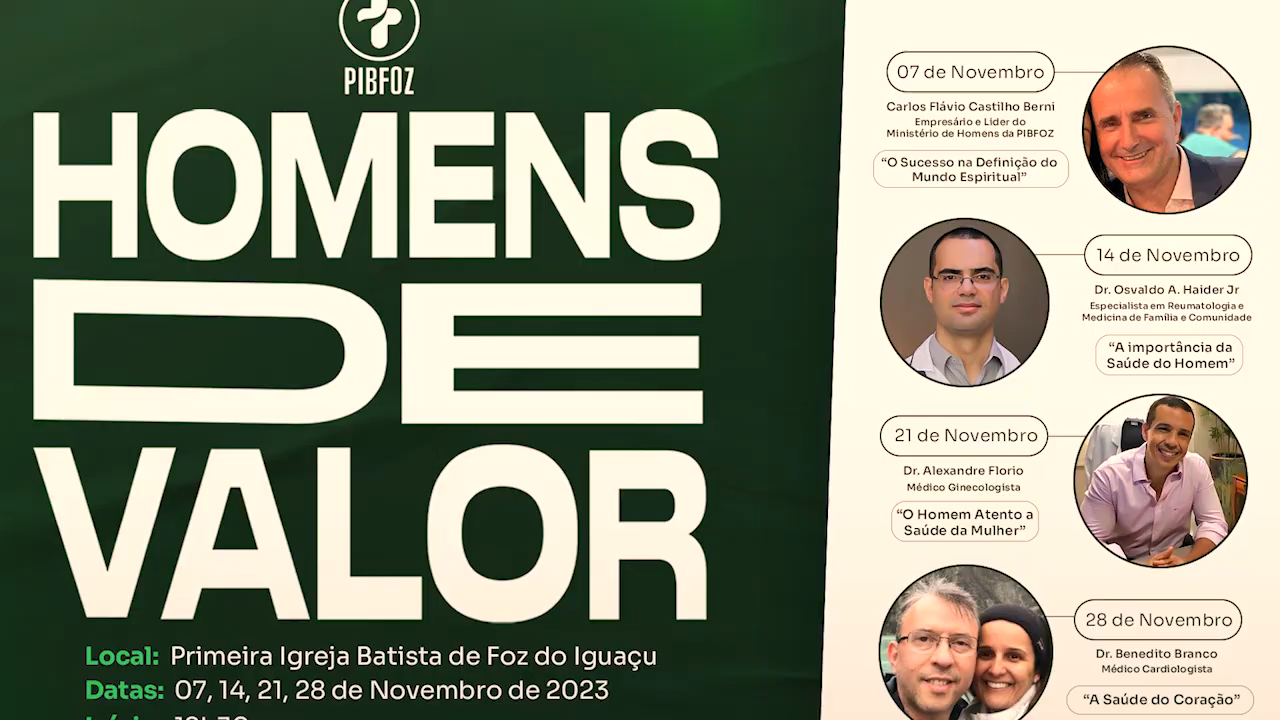 PIBFOZ
HOMENS
DE
VALOR
Local: Primeira Igreja Batista de Foz do Iguaçu
Datas: 07, 14, 21, 28 de Novembro de 2023
07 de Novembro
Carlos Flávio Castilho Berni
Empresário e Lider do
Ministério de Homens da PIBFOZ
“O Sucesso na Definição do
Mundo Espiritual”
14 de Novembro
Dr. Osvaldo A. Haider Jr
Especialista em Reumatologia e
Medicina de Família e Comunidade
“A importância da
Saúde do Homem”
21 de Novembro
Dr. Alexandre Florio
Médico Ginecologista
“O Homem Atento a
Saúde da Mulher”
28 de Novembro
Dr. Benedito Branco
Médico Cardiologista
“A Saúde do Coração”